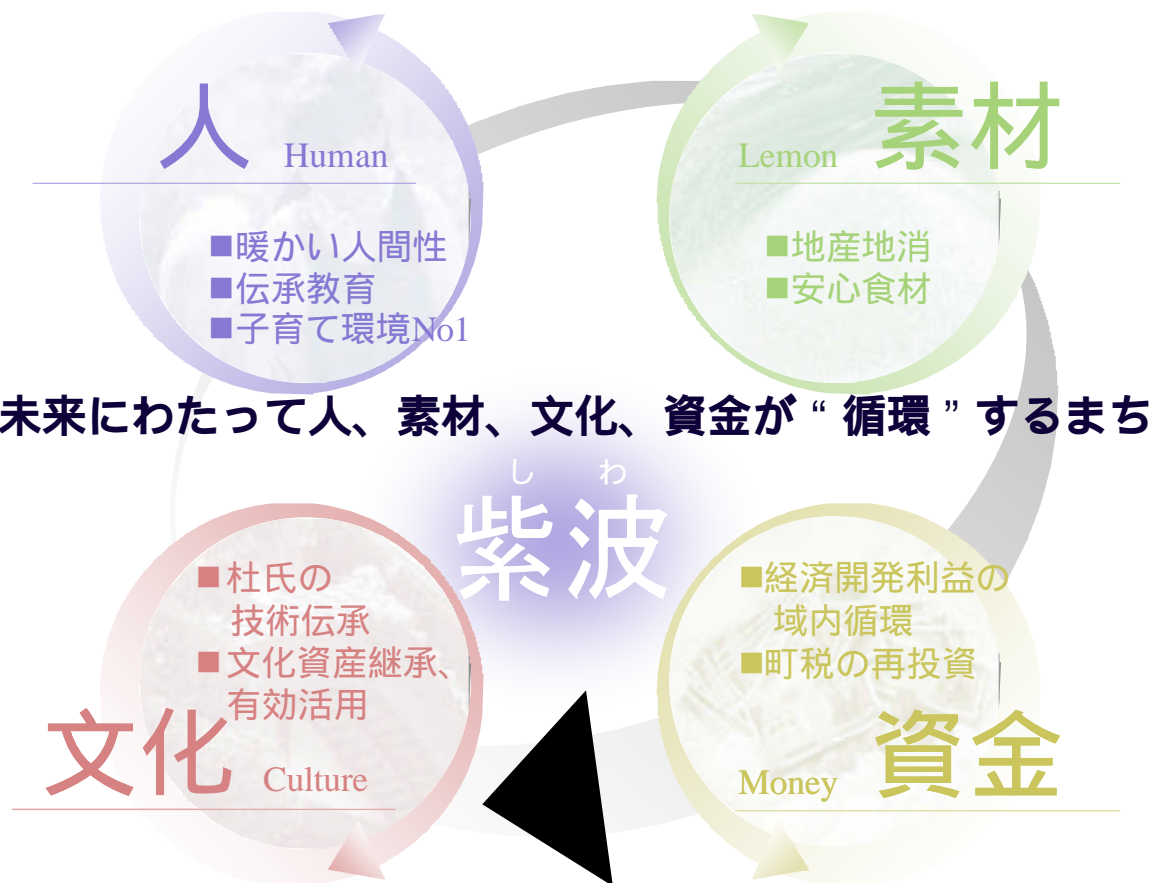 人 Human
■暖かい人間性
■伝承教育
■子育て環境No1
Lemon 素材
■地産地消
■安心食材
未来にわたって人、素材、文化、資金が“循環”するまち
しわ
紫波
■杜氏の
技術伝承
■文化資産継承、
有効活用
文化 Culture
■経済開発利益の
域内循環
■町税の再投資
Money 資金